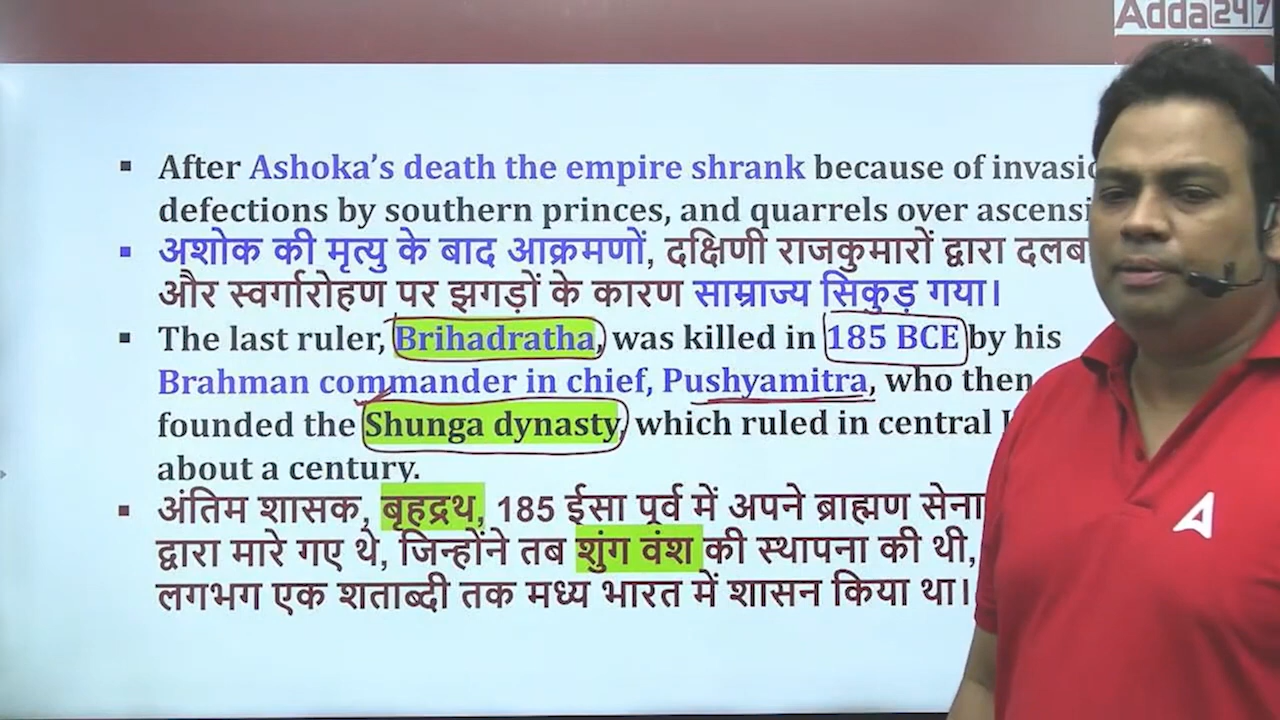 Adda247
After Ashoka's death the empire shrank because of
defections by southern princes, and quarrels over
अशोक की मृत्यु के बाद आक्रमणों, दक्षिणी राजकुमारों द्वारा
और स्वर्गारोहण पर झगड़ों के कारण साम्राज्य सिकुड़ गया।
The last ruler, Brihadratha, was killed in 185 BCE by his
Brahman commander in chief, Pushyamitra, who then
founded the Shunga dynasty, which ruled in central
about a century.
अंतिम शासक, बृहद्रथ, 185 ईसा पूर्व में अपने ब्राह्मण सेना
द्वारा मारे गए थे, जिन्होंने तब शुंग वंश की स्थापना की थी,
लगभग एक शताब्दी तक मध्य भारत में शासन किया था।